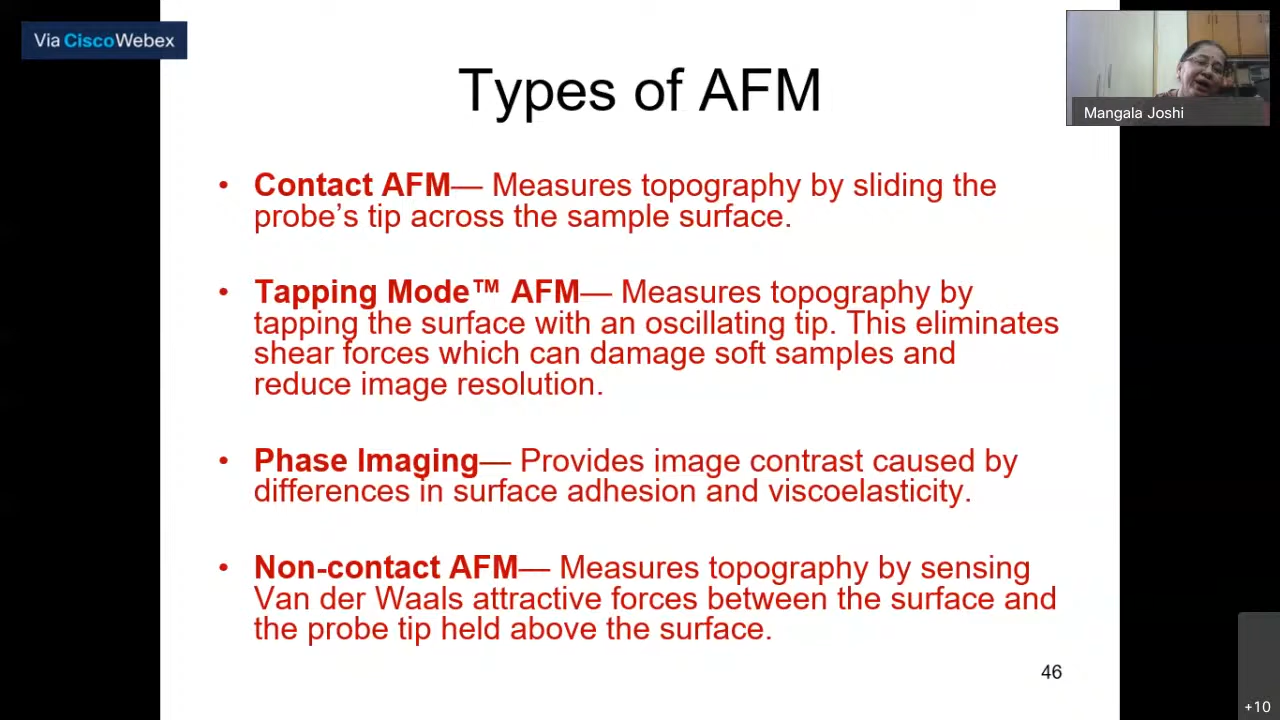 Via CiscoWebex
Types of AFM
Mangala Joshi
• Contact AFM— Measures topography by sliding the
probe’s tip across the sample surface.
• Tapping Mode™ AFM— Measures topography by
tapping the surface with an oscillating tip. This eliminates
shear forces which can damage soft samples and
reduce image resolution.
• Phase Imaging— Provides image contrast caused by
differences in surface adhesion and viscoelasticity.
• Non-contact AFM— Measures topography by sensing
Van der Waals attractive forces between the surface and
the probe tip held above the surface.
46
+10